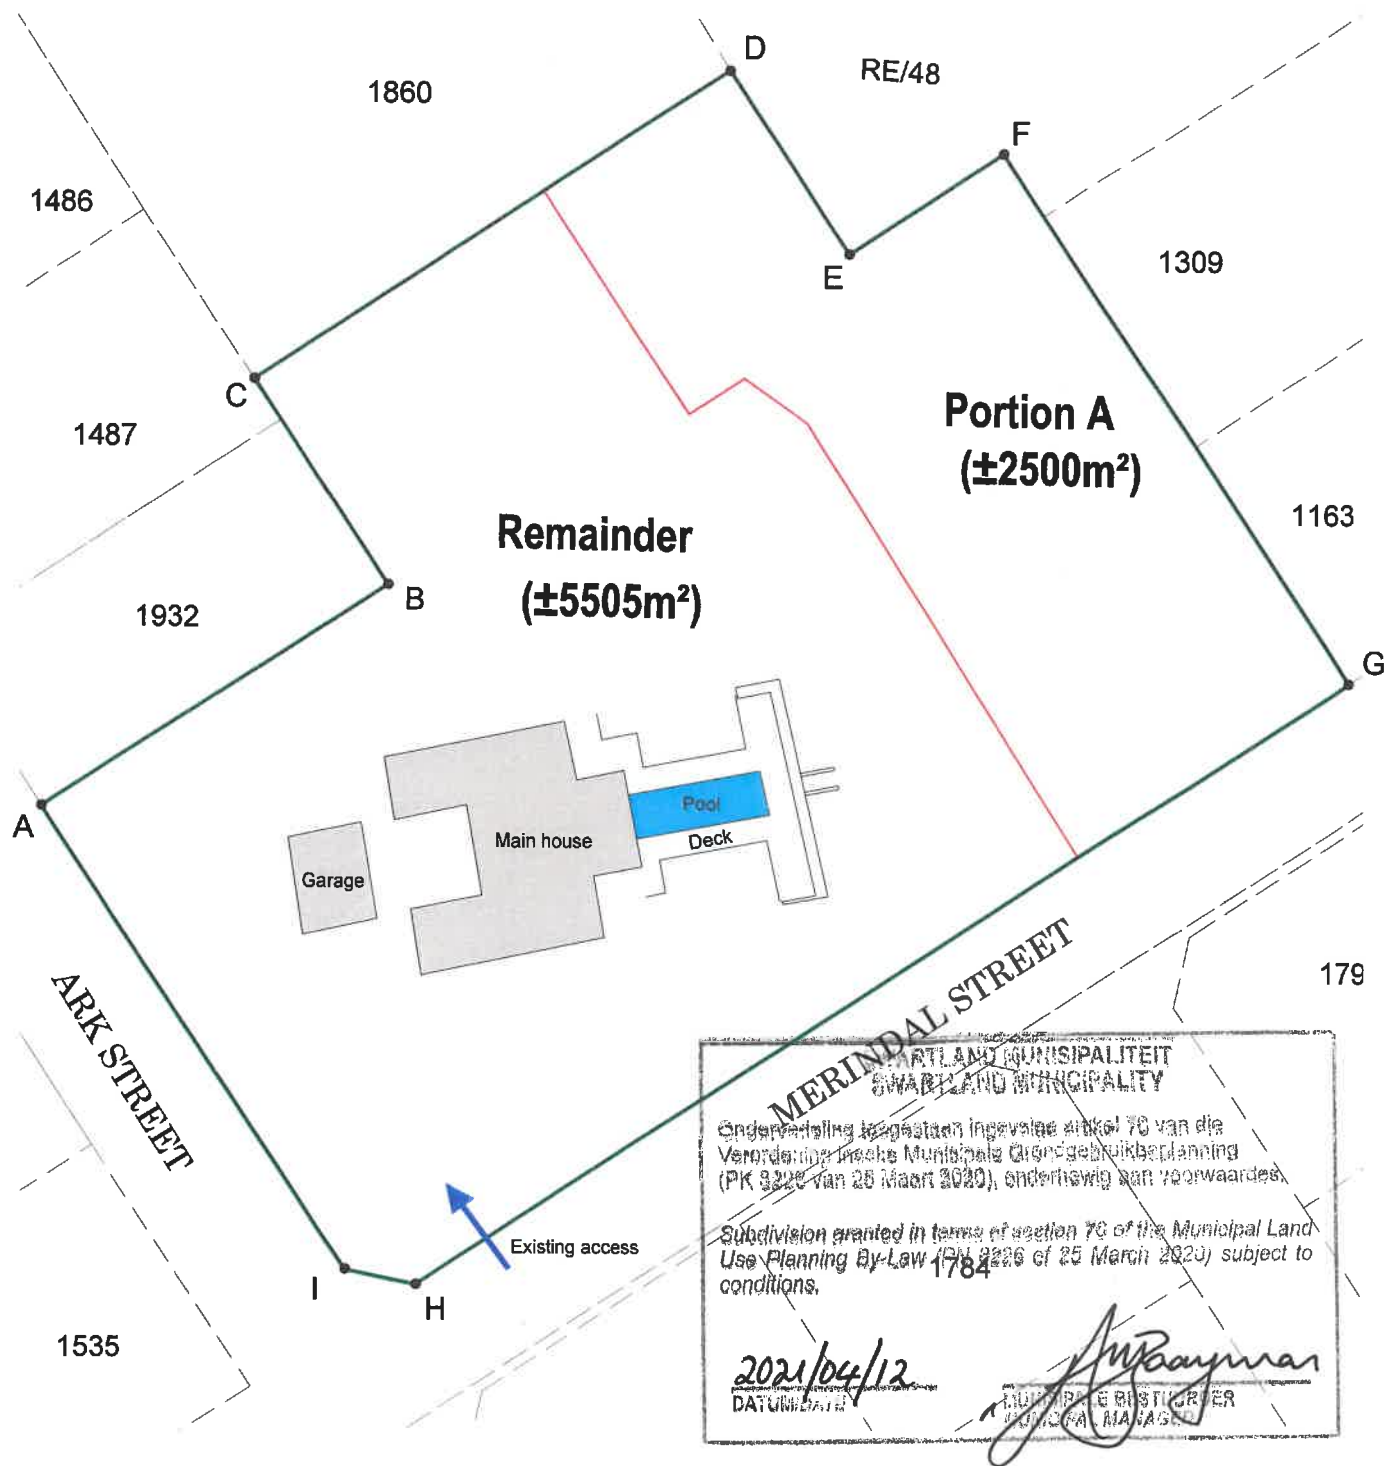 D
RE/48
1860
F
1486
E
1309
C
Portion A
(±2500m²)
1487
1163
Remainder
(±5505m²)
B
1932
G
A
Pool
Main house
Deck
Garage
ARK STREET
MERINDAL STREET
179
SWARTLAND MUNISIPALITEIT
SWARTLAND MUNICIPALITY
Onderverdeling toegestaan ingevolge artikel 70 van die
Verordening insake Munisipale Grondgebruikbeplanning
(PK 8226 van 25 Maart 2020), onderhewig aan voorwaardes.
Subdivision granted in terms of section 70 of the Municipal Land
Use Planning By-Law (PN 8226 of 25 March 2020) subject to
conditions.
1784
Existing access
I
H
1535
2021/04/12
DATUM/DATE
MUNISIPALE BESTUURDER
MUNICIPAL MANAGER